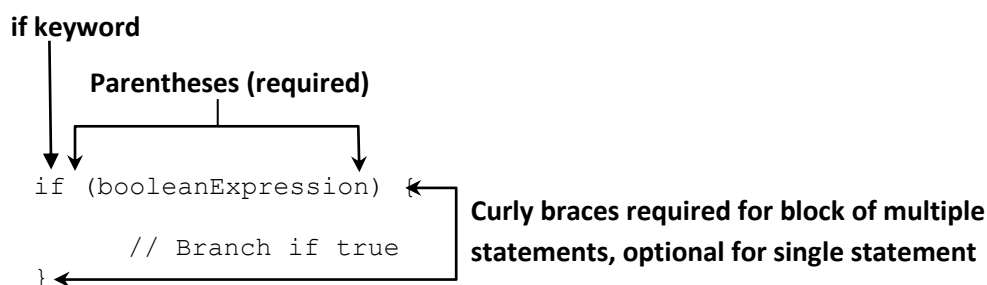 if keyword
Parentheses (required)
if (booleanExpression) {
Curly braces required for block of multiple
// Branch if true
statements, optional for single statement
}